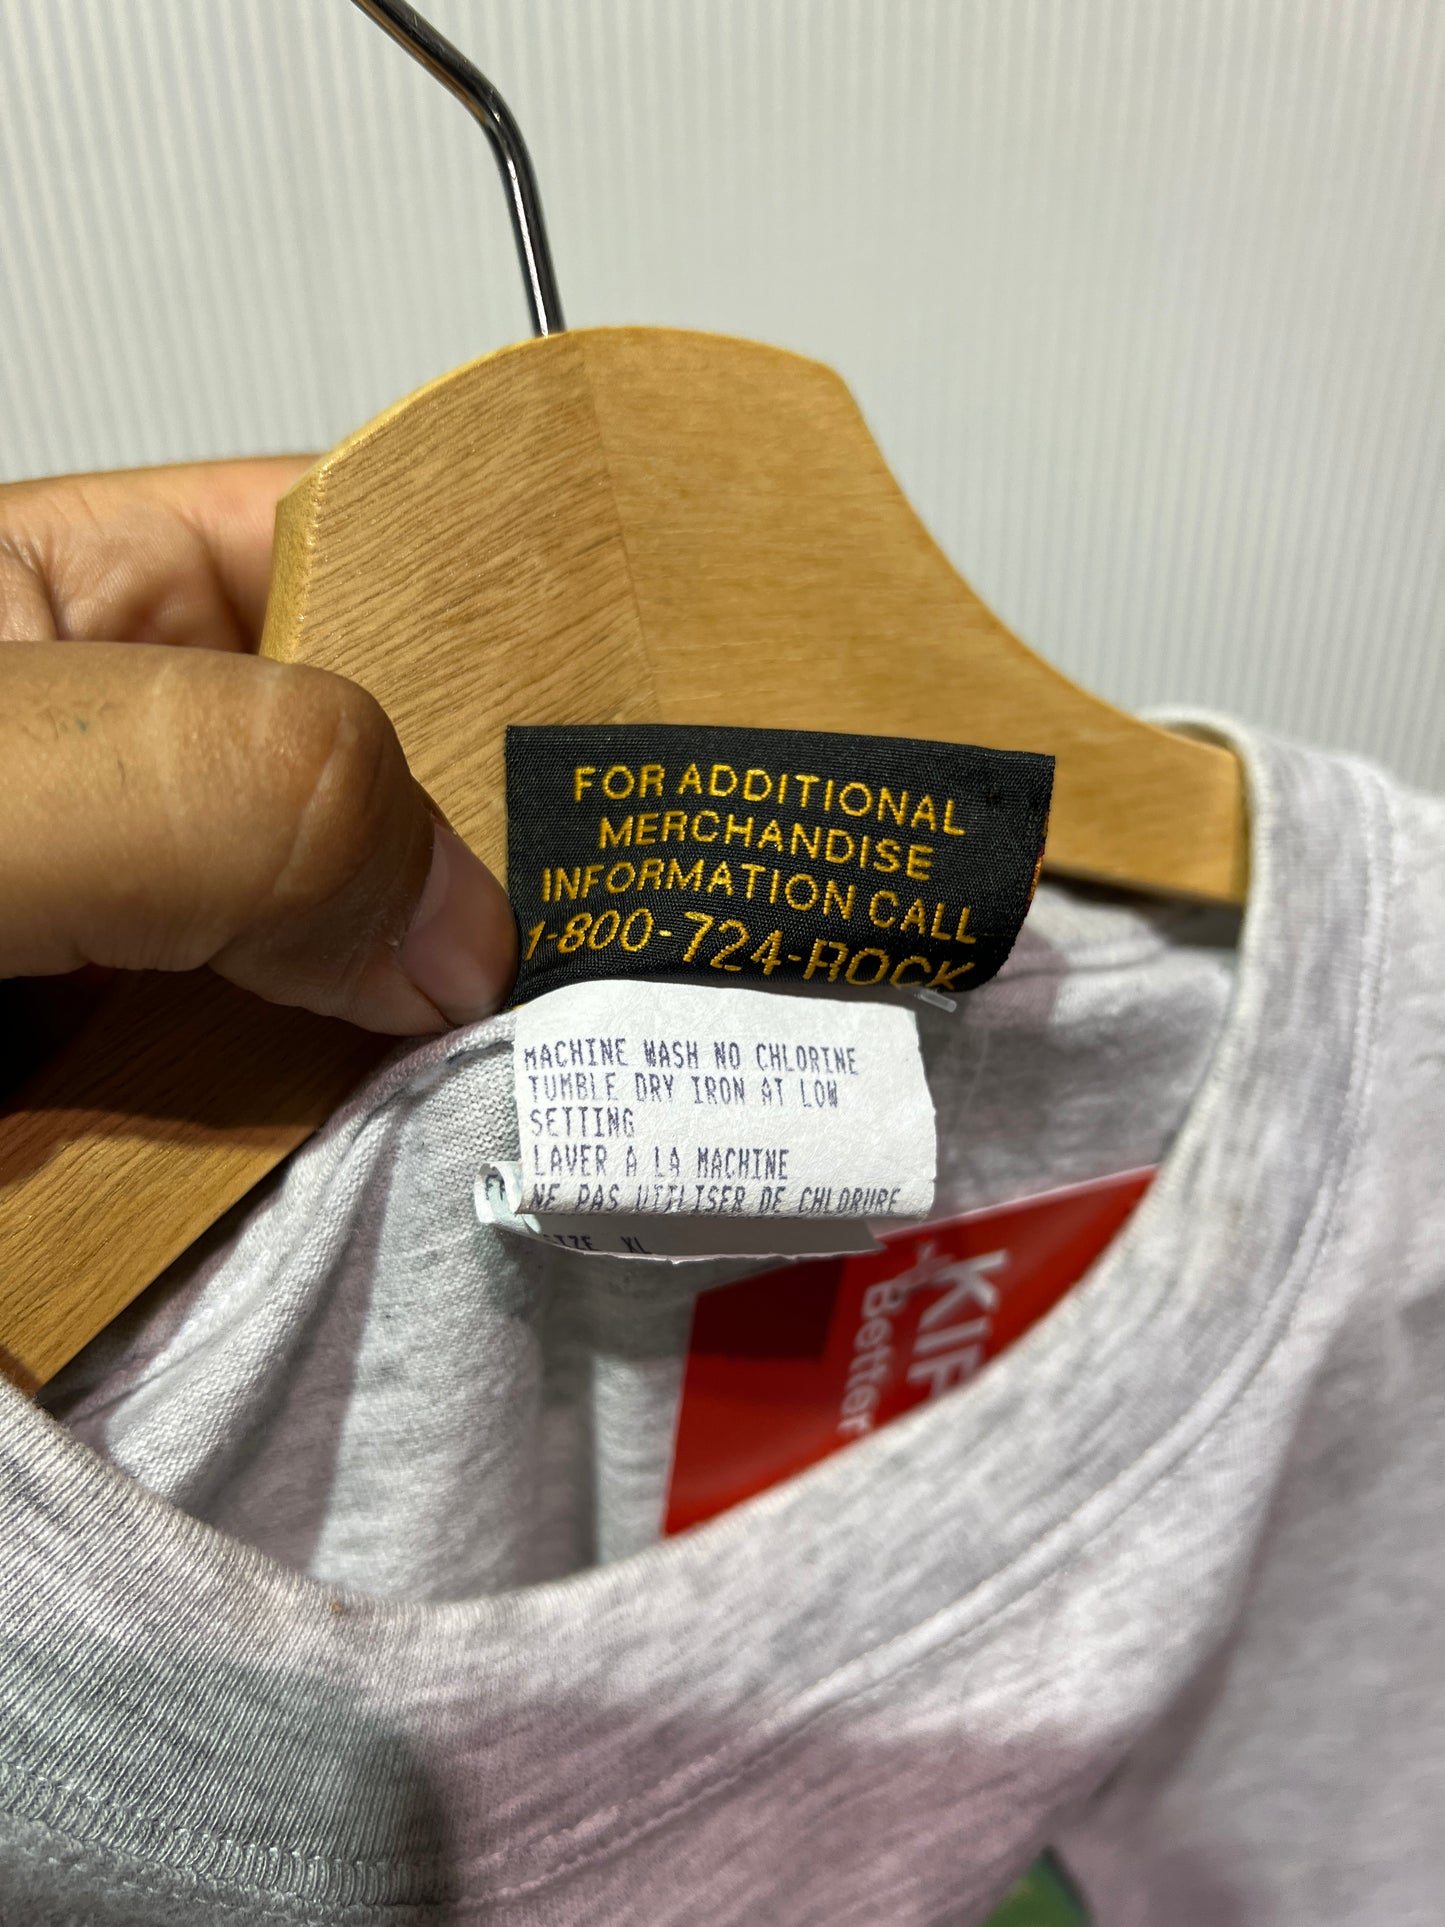 FOR ADDITIONAL
MERCHANDISE
INFORMATION CALL
1-800-724-ROCK
MACHINE WASH NO CHLORINE
TUMBLE DRY IRON AT LOW
SETTING
LAVER A LA MACHINE
NE PAS UTILISER DE CHLORURE
SIZE XL
Better